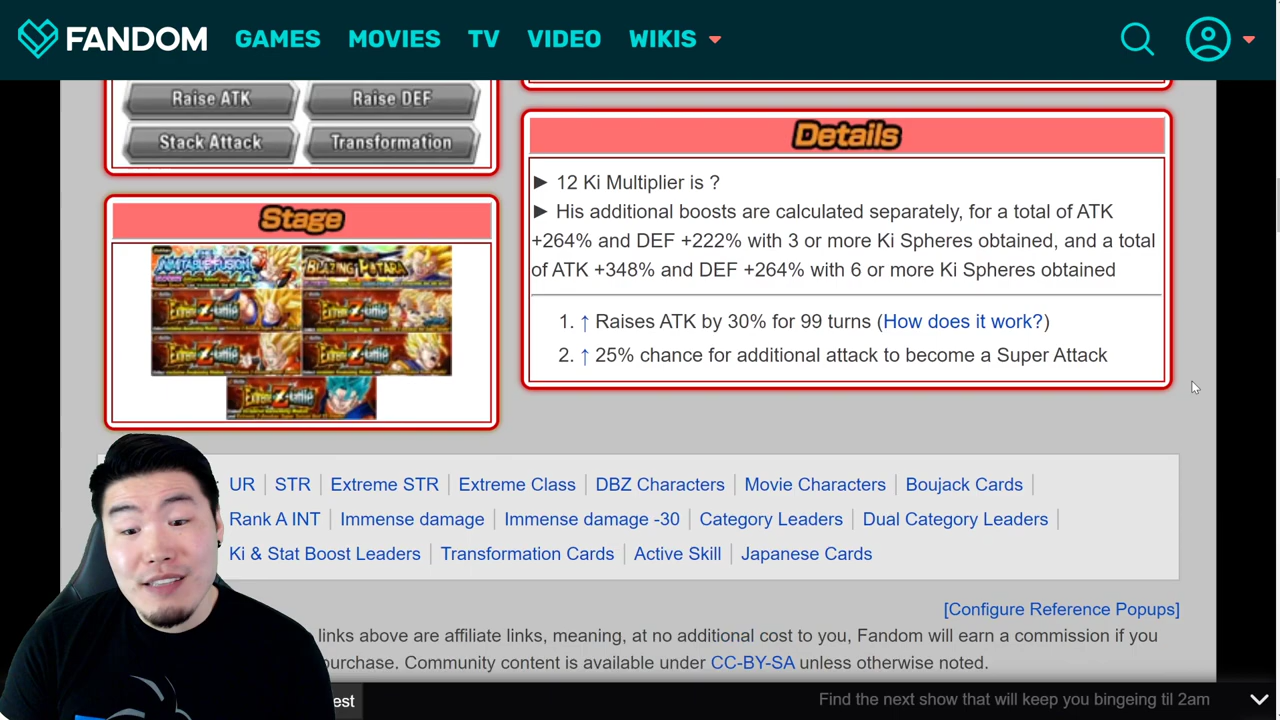 FANDOM GAMES MOVIES TV VIDEO WIKIS
Raise ATK Raise DEF
Stack Attack Transformation
Details
► 12 Ki Multiplier is ?
► His additional boosts are calculated separately, for a total of ATK
+264% and DEF +222% with 3 or more Ki Spheres obtained, and a total
of ATK +348% and DEF +264% with 6 or more Ki Spheres obtained
1. ↑ Raises ATK by 30% for 99 turns (How does it work?)
2. ↑ 25% chance for additional attack to become a Super Attack
Stage
BLAZING POTARA
UR | STR | Extreme STR | Extreme Class | DBZ Characters | Movie Characters | Boujack Cards |
Rank A INT | Immense damage | Immense damage -30 | Category Leaders | Dual Category Leaders |
Ki & Stat Boost Leaders | Transformation Cards | Active Skill | Japanese Cards
[Configure Reference Popups]
links above are affiliate links, meaning, at no additional cost to you, Fandom will earn a commission if you
purchase. Community content is available under CC-BY-SA unless otherwise noted.
Find the next show that will keep you bingeing til 2am